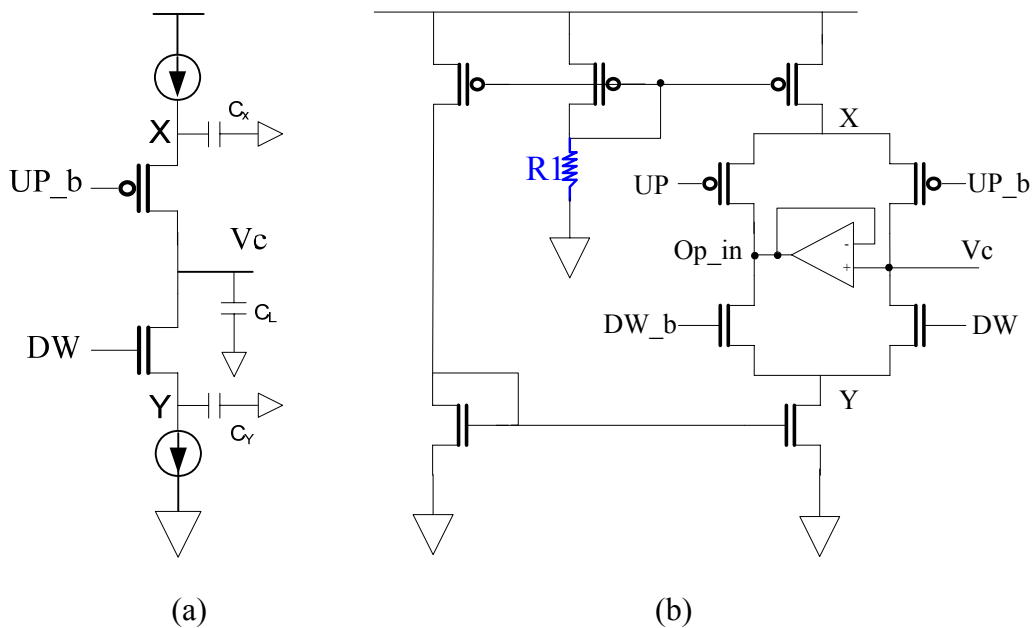 X
Cx
UP_b
Vc
CL
DW
Y
CY
(a)
R1
X
UP
UP_b
Op_in
-
+
Vc
DW_b
DW
Y
(b)